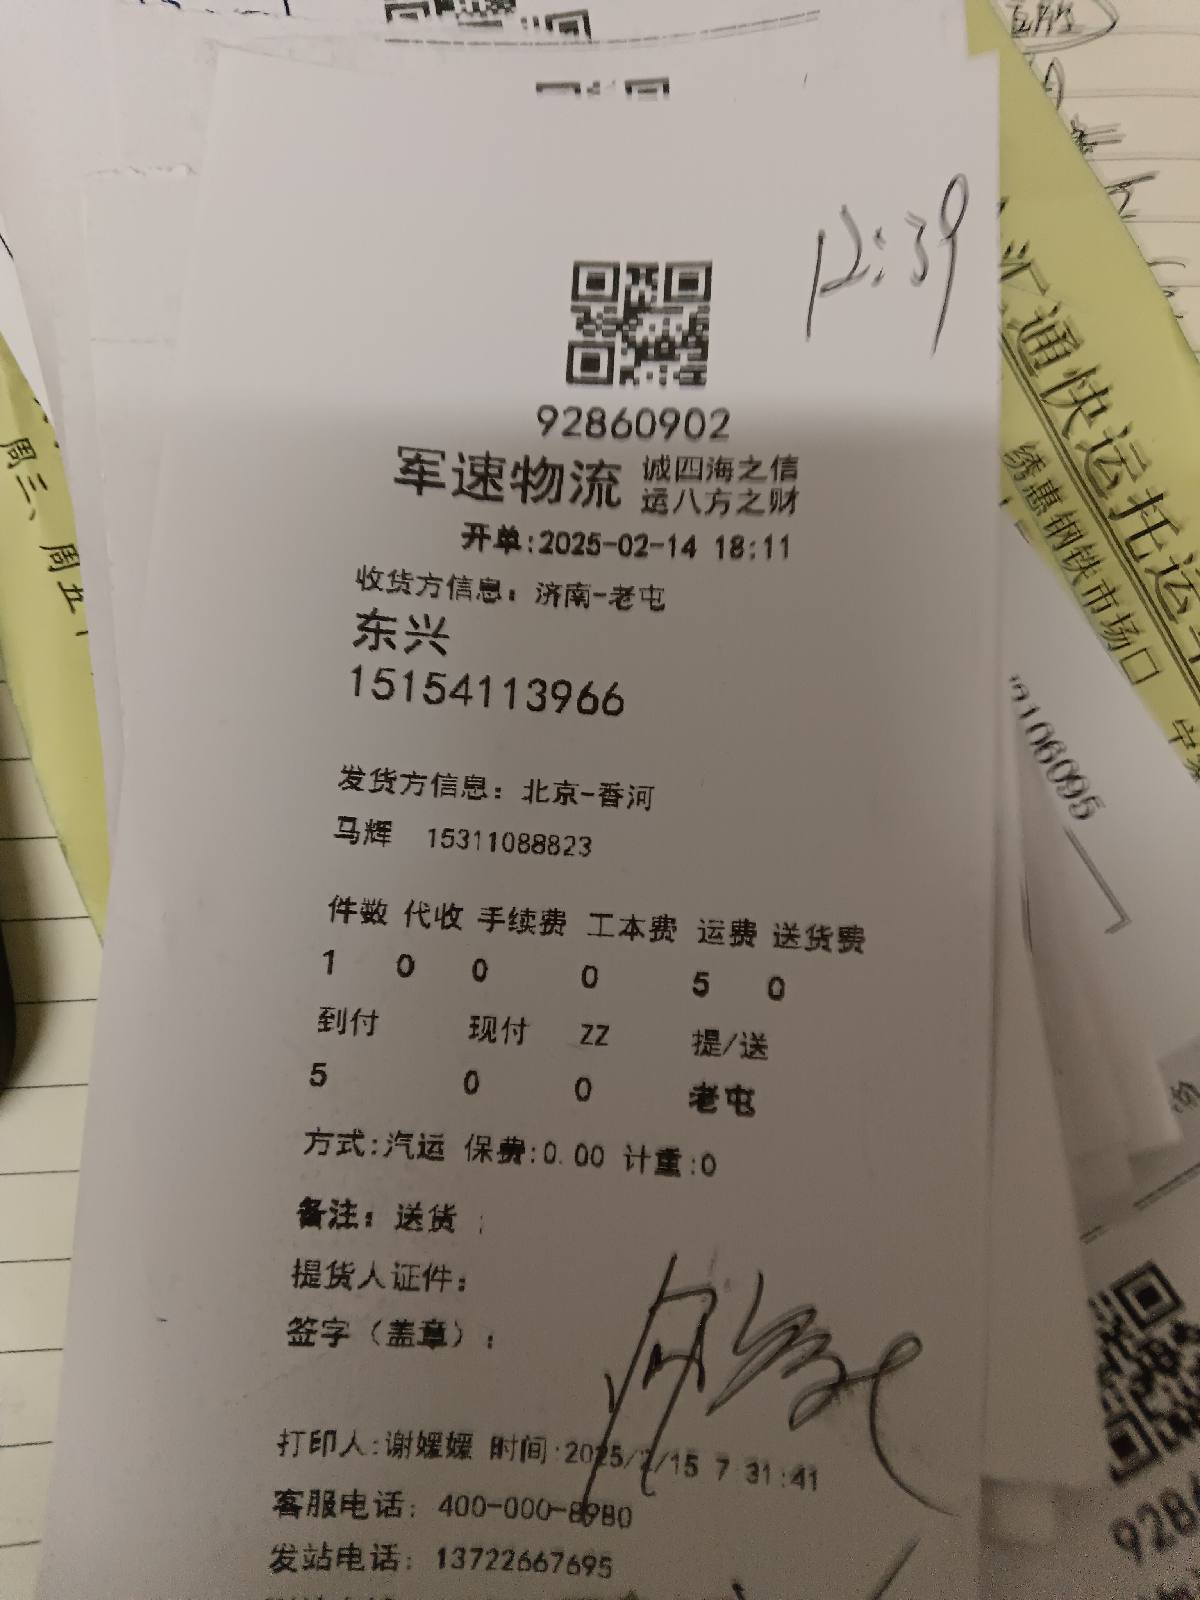 12:39
92860902
军速物流 诚四海之信
运八方之财
开单:2025-02-14 18:11
收货方信息：济南-老屯
东兴
15154113966
发货方信息：北京-香河
马辉 15311088823
件数 代收 手续费 工本费 运费 送货费
1 0 0 0 5 0
到付 现付 ZZ 提/送
5 0 0 老屯
方式:汽运 保费:0.00 计重:0
备注：送货 ;
提货人证件：
签字（盖章）：
打印人:谢媛媛 时间:2025/2/15 7:31:41
客服电话：400-000-8980
发站电话：13722667695
汇通快运托运
绣惠钢铁市场口
周三、周五
0106095
9286